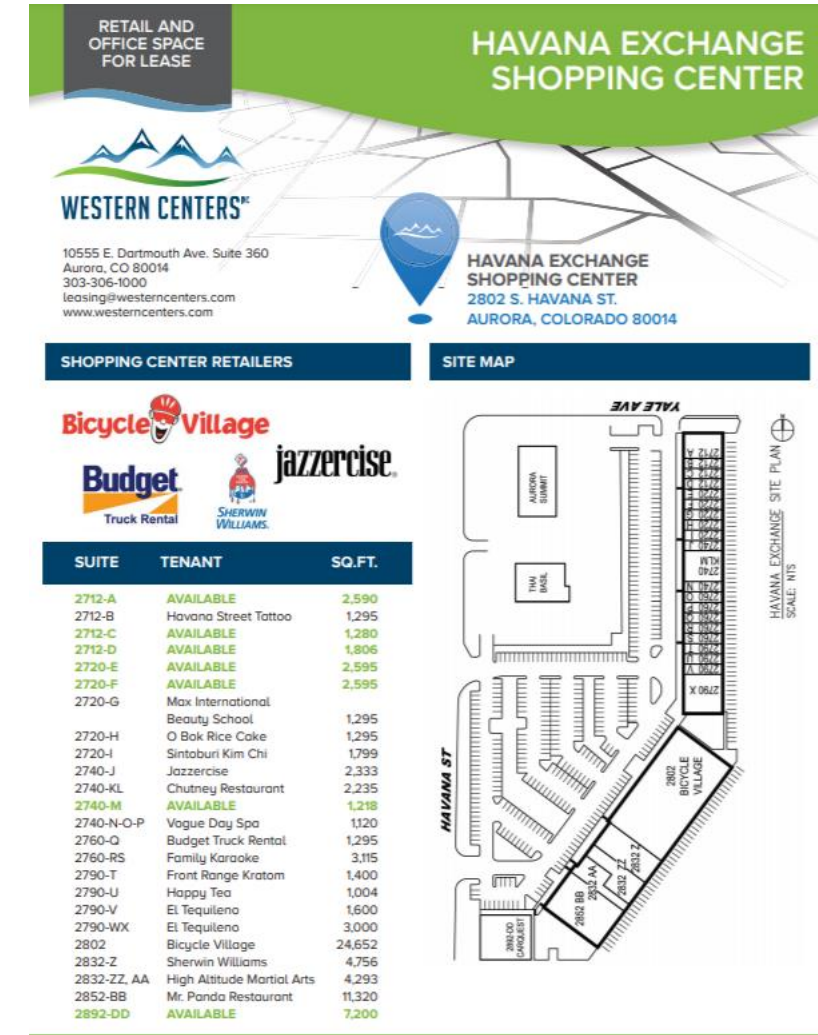 RETAIL AND
OFFICE SPACE
FOR LEASE
HAVANA EXCHANGE
SHOPPING CENTER
WESTERN CENTERS
10555 E. Dartmouth Ave. Suite 360
Aurora, CO 80014
303-306-1000
leasing@westerncenters.com
www.westerncenters.com
HAVANA EXCHANGE
SHOPPING CENTER
2802 S. HAVANA ST.
AURORA, COLORADO 80014
SHOPPING CENTER RETAILERS
Bicycle Village
Budget
Truck Rental
SHERWIN
WILLIAMS.
jazzercise
SUITE TENANT SQ.FT.
2712-A AVAILABLE 2,590
2712-B Havana Street Tattoo 1,295
2712-C AVAILABLE 1,280
2712-D AVAILABLE 1,806
2720-E AVAILABLE 2,595
2720-F AVAILABLE 2,595
2720-G Max International
Beauty School 1,295
2720-H O Bok Rice Cake 1,295
2720-I Sintoburi Kim Chi 1,799
2740-J Jazzercise 2,333
2740-KL Chutney Restaurant 2,235
2740-M AVAILABLE 1,218
2740-N-O-P Vogue Day Spa 1,120
2760-Q Budget Truck Rental 1,295
2760-RS Family Karaoke 3,115
2790-T Front Range Kratom 1,400
2790-U Happy Tea 1,004
2790-V El Tequileno 1,600
2790-WX El Tequileno 3,000
2802 Bicycle Village 24,652
2832-Z Sherwin Williams 4,756
2832-ZZ, AA High Altitude Martial Arts 4,293
2852-BB Mr. Panda Restaurant 11,320
2892-DD AVAILABLE 7,200
SITE MAP
YALE AVE
HAVANA ST
AURORA
SUMMIT
THAI
BASIL
2712 A
2740
KLM
2790 V
2790 X
2802
BICYCLE
VILLAGE
2832 Z
2832 ZZ
2832 AA
2852 BB
2892-DD
CARQUEST
HAVANA EXCHANGE SITE PLAN
SCALE: NTS